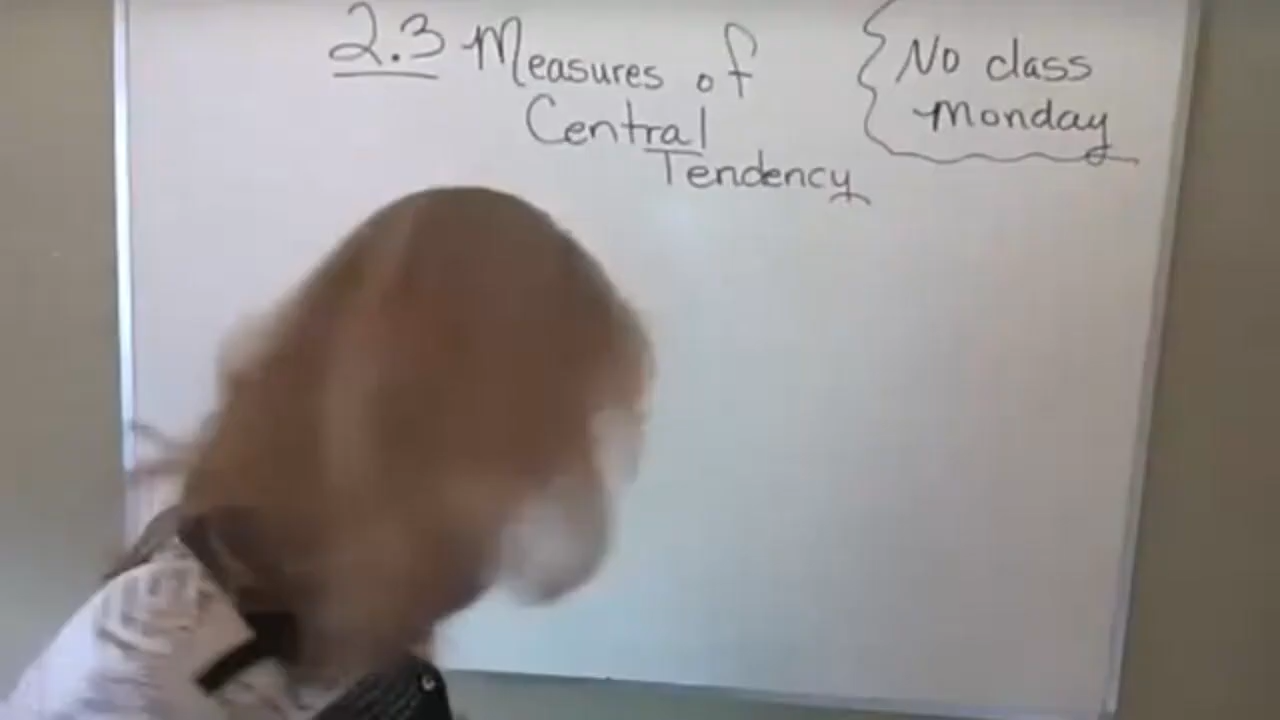 2.3 Measures of
Central
Tendency
No class
Monday